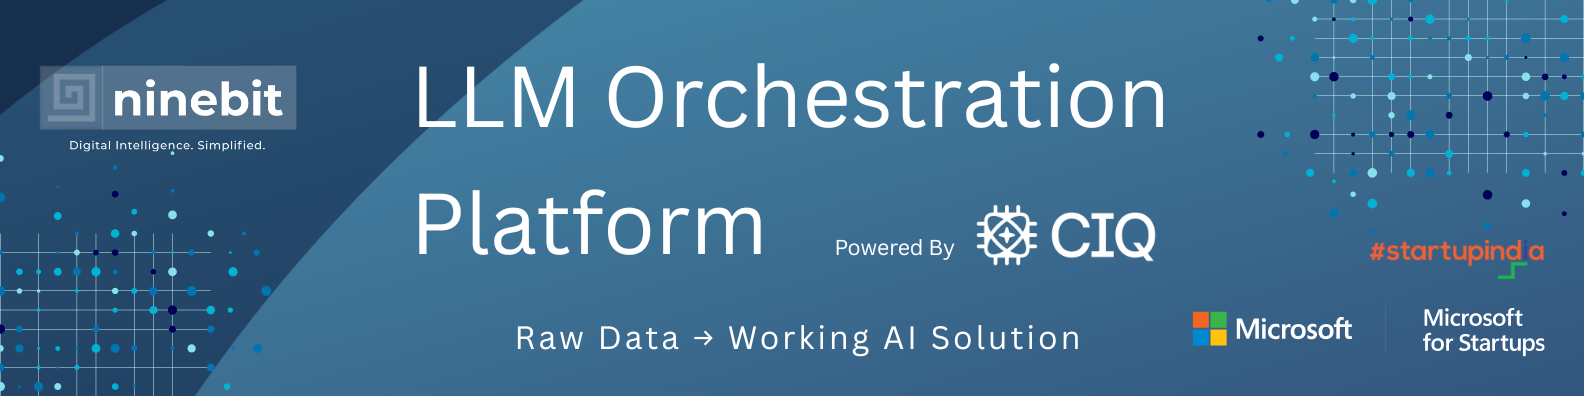 ninebit
Digital Intelligence. Simplified.
LLM Orchestration
Platform
Powered By CIQ
Raw Data → Working AI Solution
#startupindia
Microsoft
Microsoft
for Startups